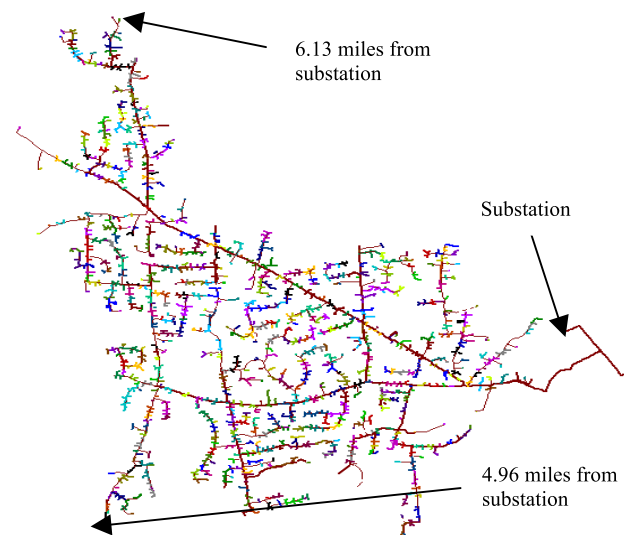 6.13 miles from
substation
Substation
4.96 miles from
substation